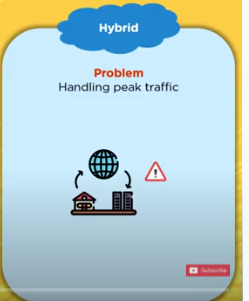 Hybrid
Problem
Handling peak traffic
Subscribe